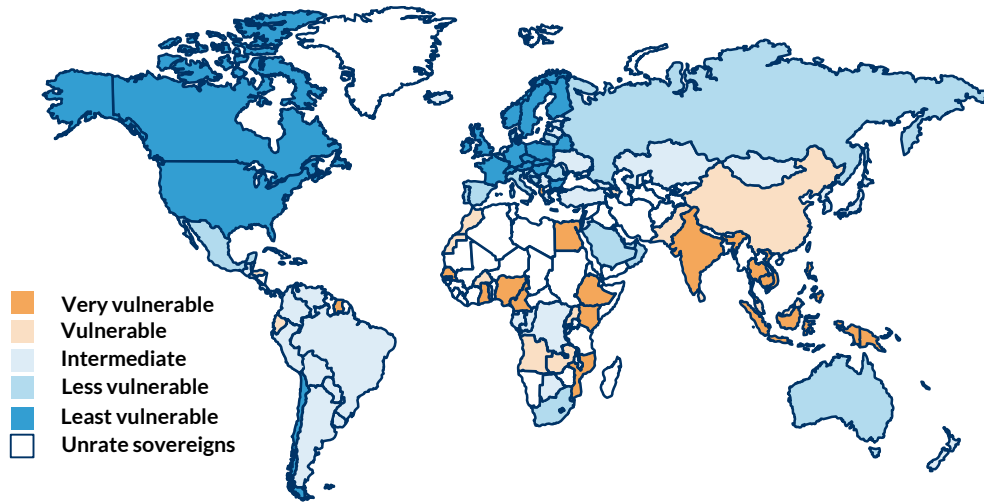 Very vulnerable
Vulnerable
Intermediate
Less vulnerable
Least vulnerable
Unrate sovereigns